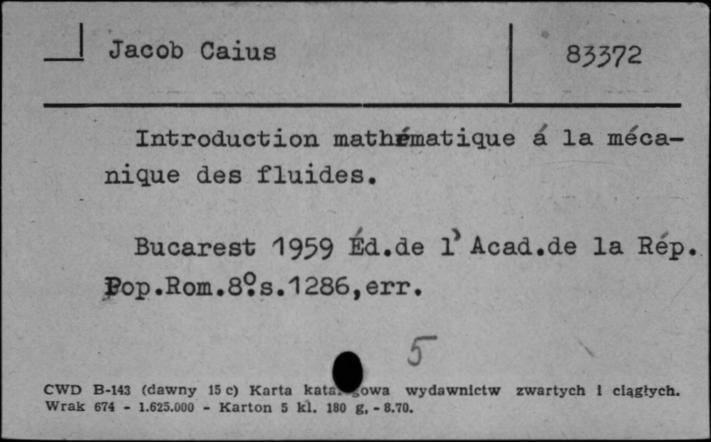 Jacob Caius 83372
Introduction mathématique á la méca-
nique des fluides.
Bucarest 1959 Éd.de l'Acad.de la Rép.
Pop.Rom.8º.s.1286,err.
5
CWD B-143 (dawny 15 c) Karta kata gowa wydawnictw zwartych i ciągłych.
Wrak 674 - 1.625.000 - Karton 5 kl. 180 g. - 8.70.